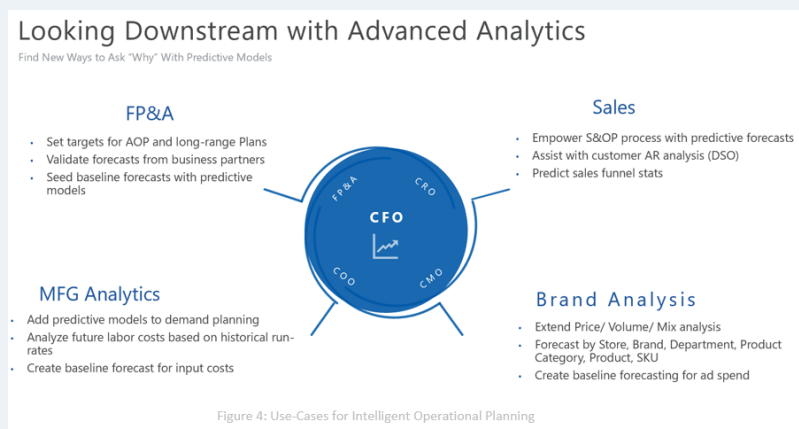 Looking Downstream with Advanced Analytics
Find New Ways to Ask "Why" With Predictive Models
FP&A
• Set targets for AOP and long-range Plans
• Validate forecasts from business partners
• Seed baseline forecasts with predictive
models
Sales
• Empower S&OP process with predictive forecasts
• Assist with customer AR analysis (DSO)
• Predict sales funnel stats
FP&A
CRO
CFO
COO
CMO
MFG Analytics
• Add predictive models to demand planning
• Analyze future labor costs based on historical run-
rates
• Create baseline forecast for input costs
Brand Analysis
• Extend Price/ Volume/ Mix analysis
• Forecast by Store, Brand, Department, Product
Category, Product, SKU
• Create baseline forecasting for ad spend
Figure 4: Use-Cases for Intelligent Operational Planning